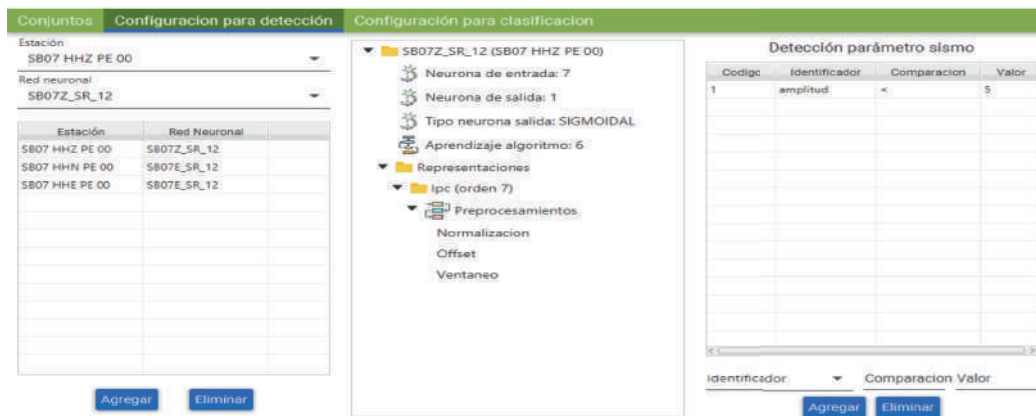 Conjuntos Configuracion para detección Configuración para clasificacion
Estación
SB07 HHZ PE 00
Red neuronal
SB07Z_SR_12
Estación Red Neuronal
SB07 HHZ PE 00 SB07Z_SR_12
SB07 HHN PE 00 SB07E_SR_12
SB07 HHE PE 00 SB07E_SR_12
Agregar Eliminar
SB07Z_SR_12 (SB07 HHZ PE 00)
Neurona de entrada: 7
Neurona de salida: 1
Tipo neurona salida: SIGMOIDAL
Aprendizaje algoritmo: 6
Representaciones
lpc (orden 7)
Preprocesamientos
Normalizacion
Offset
Ventaneo
Detección parámetro sismo
Codigo Identificador Comparacion Valor
1 amplitud < 5
Identificador Comparacion Valor
Agregar Eliminar